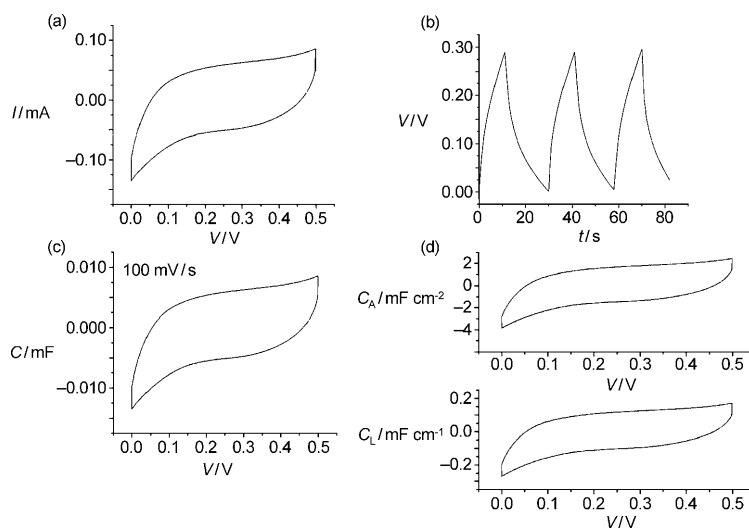 (a)
0.10
0.00
−0.10
I/mA
0.0 0.1 0.2 0.3 0.4 0.5
V/V
(b)
0.30
0.20
0.10
0.00
V/V
0 20 40 60 80
t/s
(c)
100 mV/s
0.010
0.000
−0.010
C/mF
0.0 0.1 0.2 0.3 0.4 0.5
V/V
(d)
2
0
−2
−4
C_A/mF cm⁻²
0.0 0.1 0.2 0.3 0.4 0.5
V/V
0.2
0.0
−0.2
C_L/mF cm⁻¹
0.0 0.1 0.2 0.3 0.4 0.5
V/V